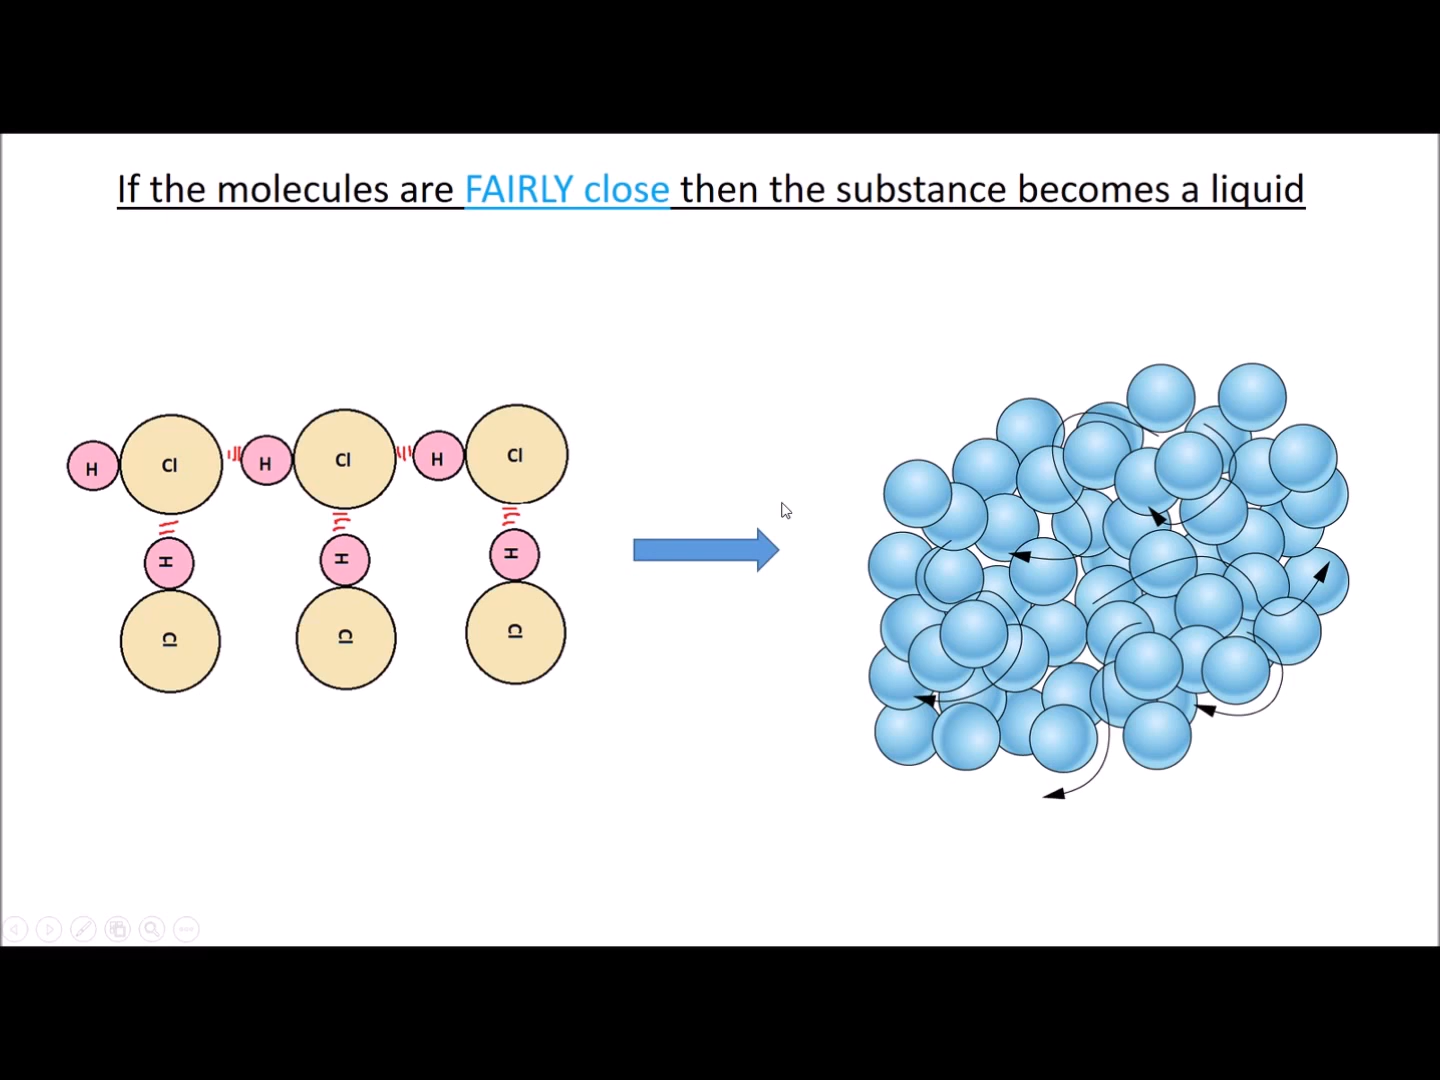 If the molecules are FAIRLY close then the substance becomes a liquid
H Cl H Cl H Cl
H H H
Cl Cl Cl